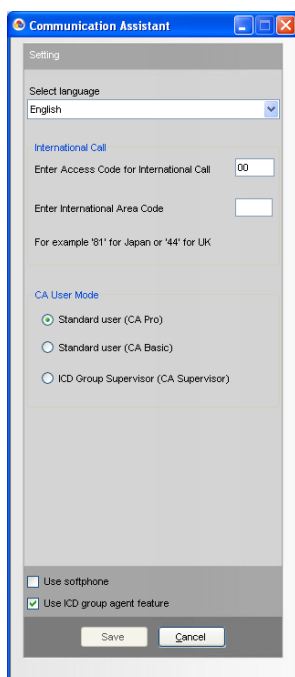 Communication Assistant
Setting
Select language
English
International Call
Enter Access Code for International Call 00
Enter International Area Code
For example '81' for Japan or '44' for UK
CA User Mode
Standard user (CA Pro)
Standard user (CA Basic)
ICD Group Supervisor (CA Supervisor)
Use softphone
Use ICD group agent feature
Save Cancel